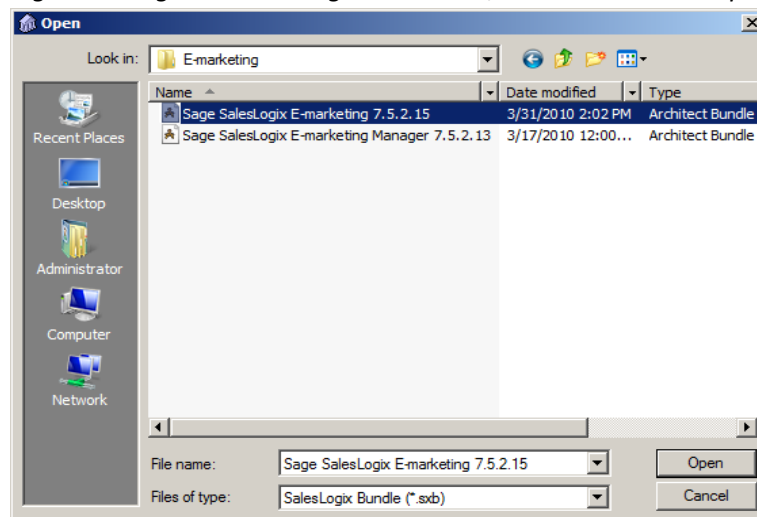 Open
Look in: E-marketing
Name Date modified Type
Sage SalesLogix E-marketing 7.5.2.15 3/31/2010 2:02 PM Architect Bundle
Sage SalesLogix E-marketing Manager 7.5.2.13 3/17/2010 12:00... Architect Bundle
Recent Places
Desktop
Administrator
Computer
Network
File name: Sage SalesLogix E-marketing 7.5.2.15 Open
Files of type: SalesLogix Bundle (*.sxb) Cancel